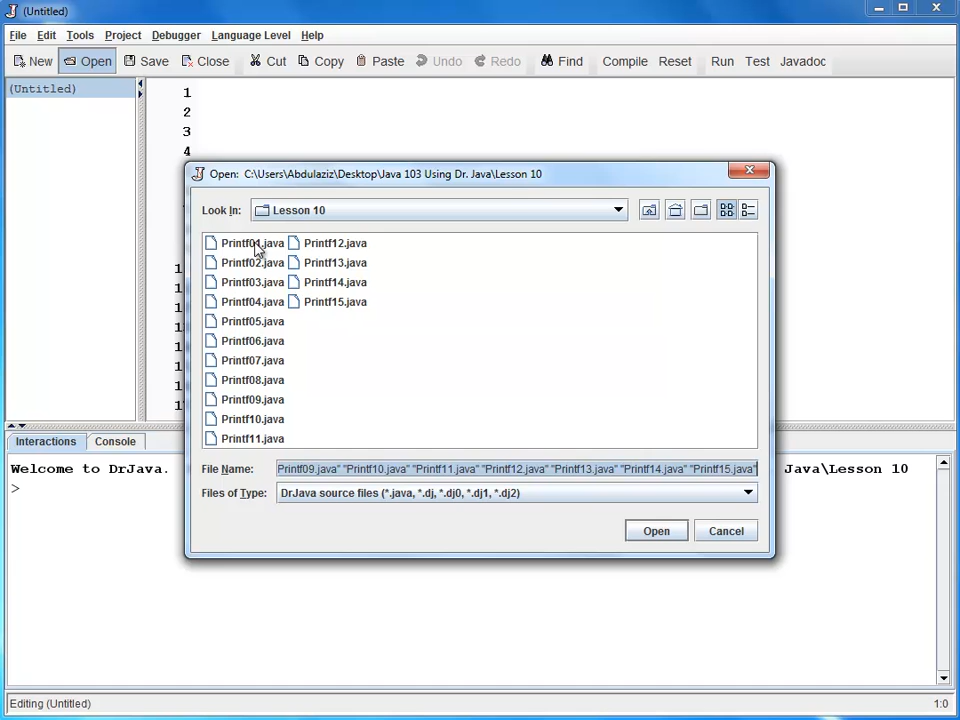 (Untitled)
File Edit Tools Project Debugger Language Level Help
New Open Save Close Cut Copy Paste Undo Redo Find Compile Reset Run Test Javadoc
(Untitled)
1
2
3
4
Open: C:\Users\Abdulaziz\Desktop\Java 103 Using Dr. Java\Lesson 10
Look In: Lesson 10
Printf01.java Printf12.java
Printf02.java Printf13.java
Printf03.java Printf14.java
Printf04.java Printf15.java
Printf05.java
Printf06.java
Printf07.java
Printf08.java
Printf09.java
Printf10.java
Printf11.java
File Name: Printf09.java" "Printf10.java" "Printf11.java" "Printf12.java" "Printf13.java" "Printf14.java" "Printf15.java"
Files of Type: DrJava source files (*.java, *.dj, *.dj0, *.dj1, *.dj2)
Open Cancel
Interactions Console
Welcome to DrJava. Java\Lesson 10
>
Editing (Untitled) 1:0